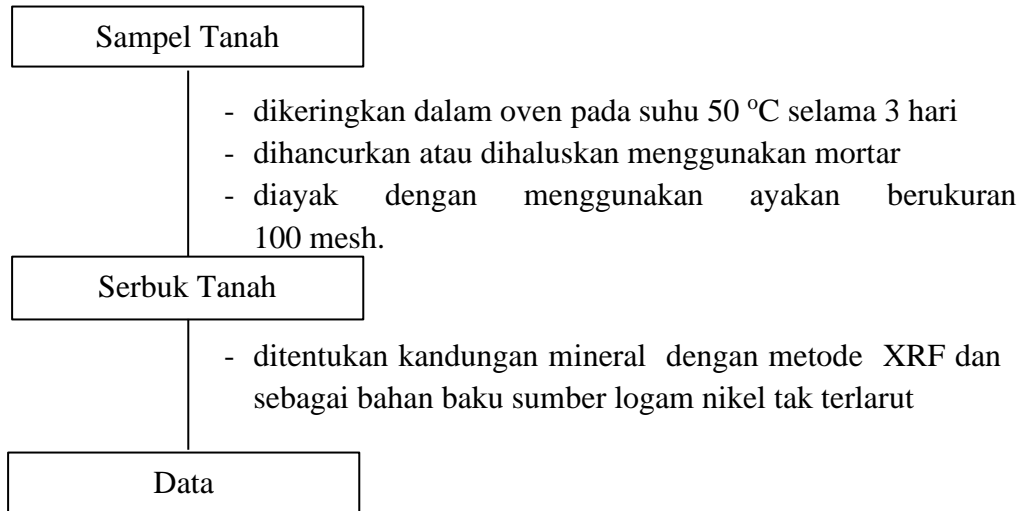 Sampel Tanah
- dikeringkan dalam oven pada suhu 50 °C selama 3 hari
- dihancurkan atau dihaluskan menggunakan mortar
- diayak dengan menggunakan ayakan berukuran
100 mesh.
Serbuk Tanah
- ditentukan kandungan mineral dengan metode XRF dan
sebagai bahan baku sumber logam nikel tak terlarut
Data